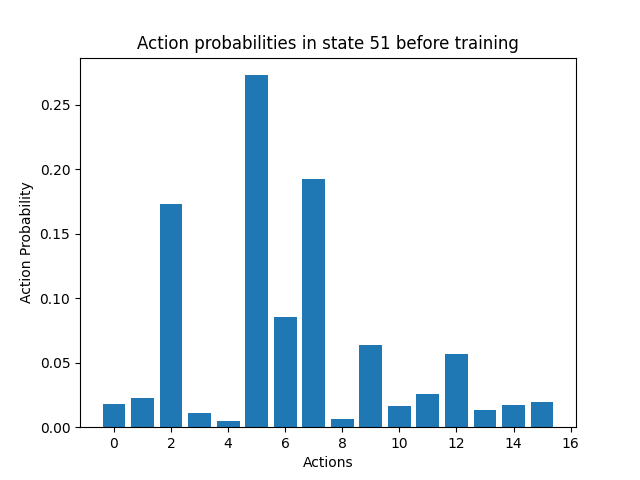 Action probabilities in state 51 before training
Action Probability
0.25
0.20
0.15
0.10
0.05
0.00
0 2 4 6 8 10 12 14 16
Actions